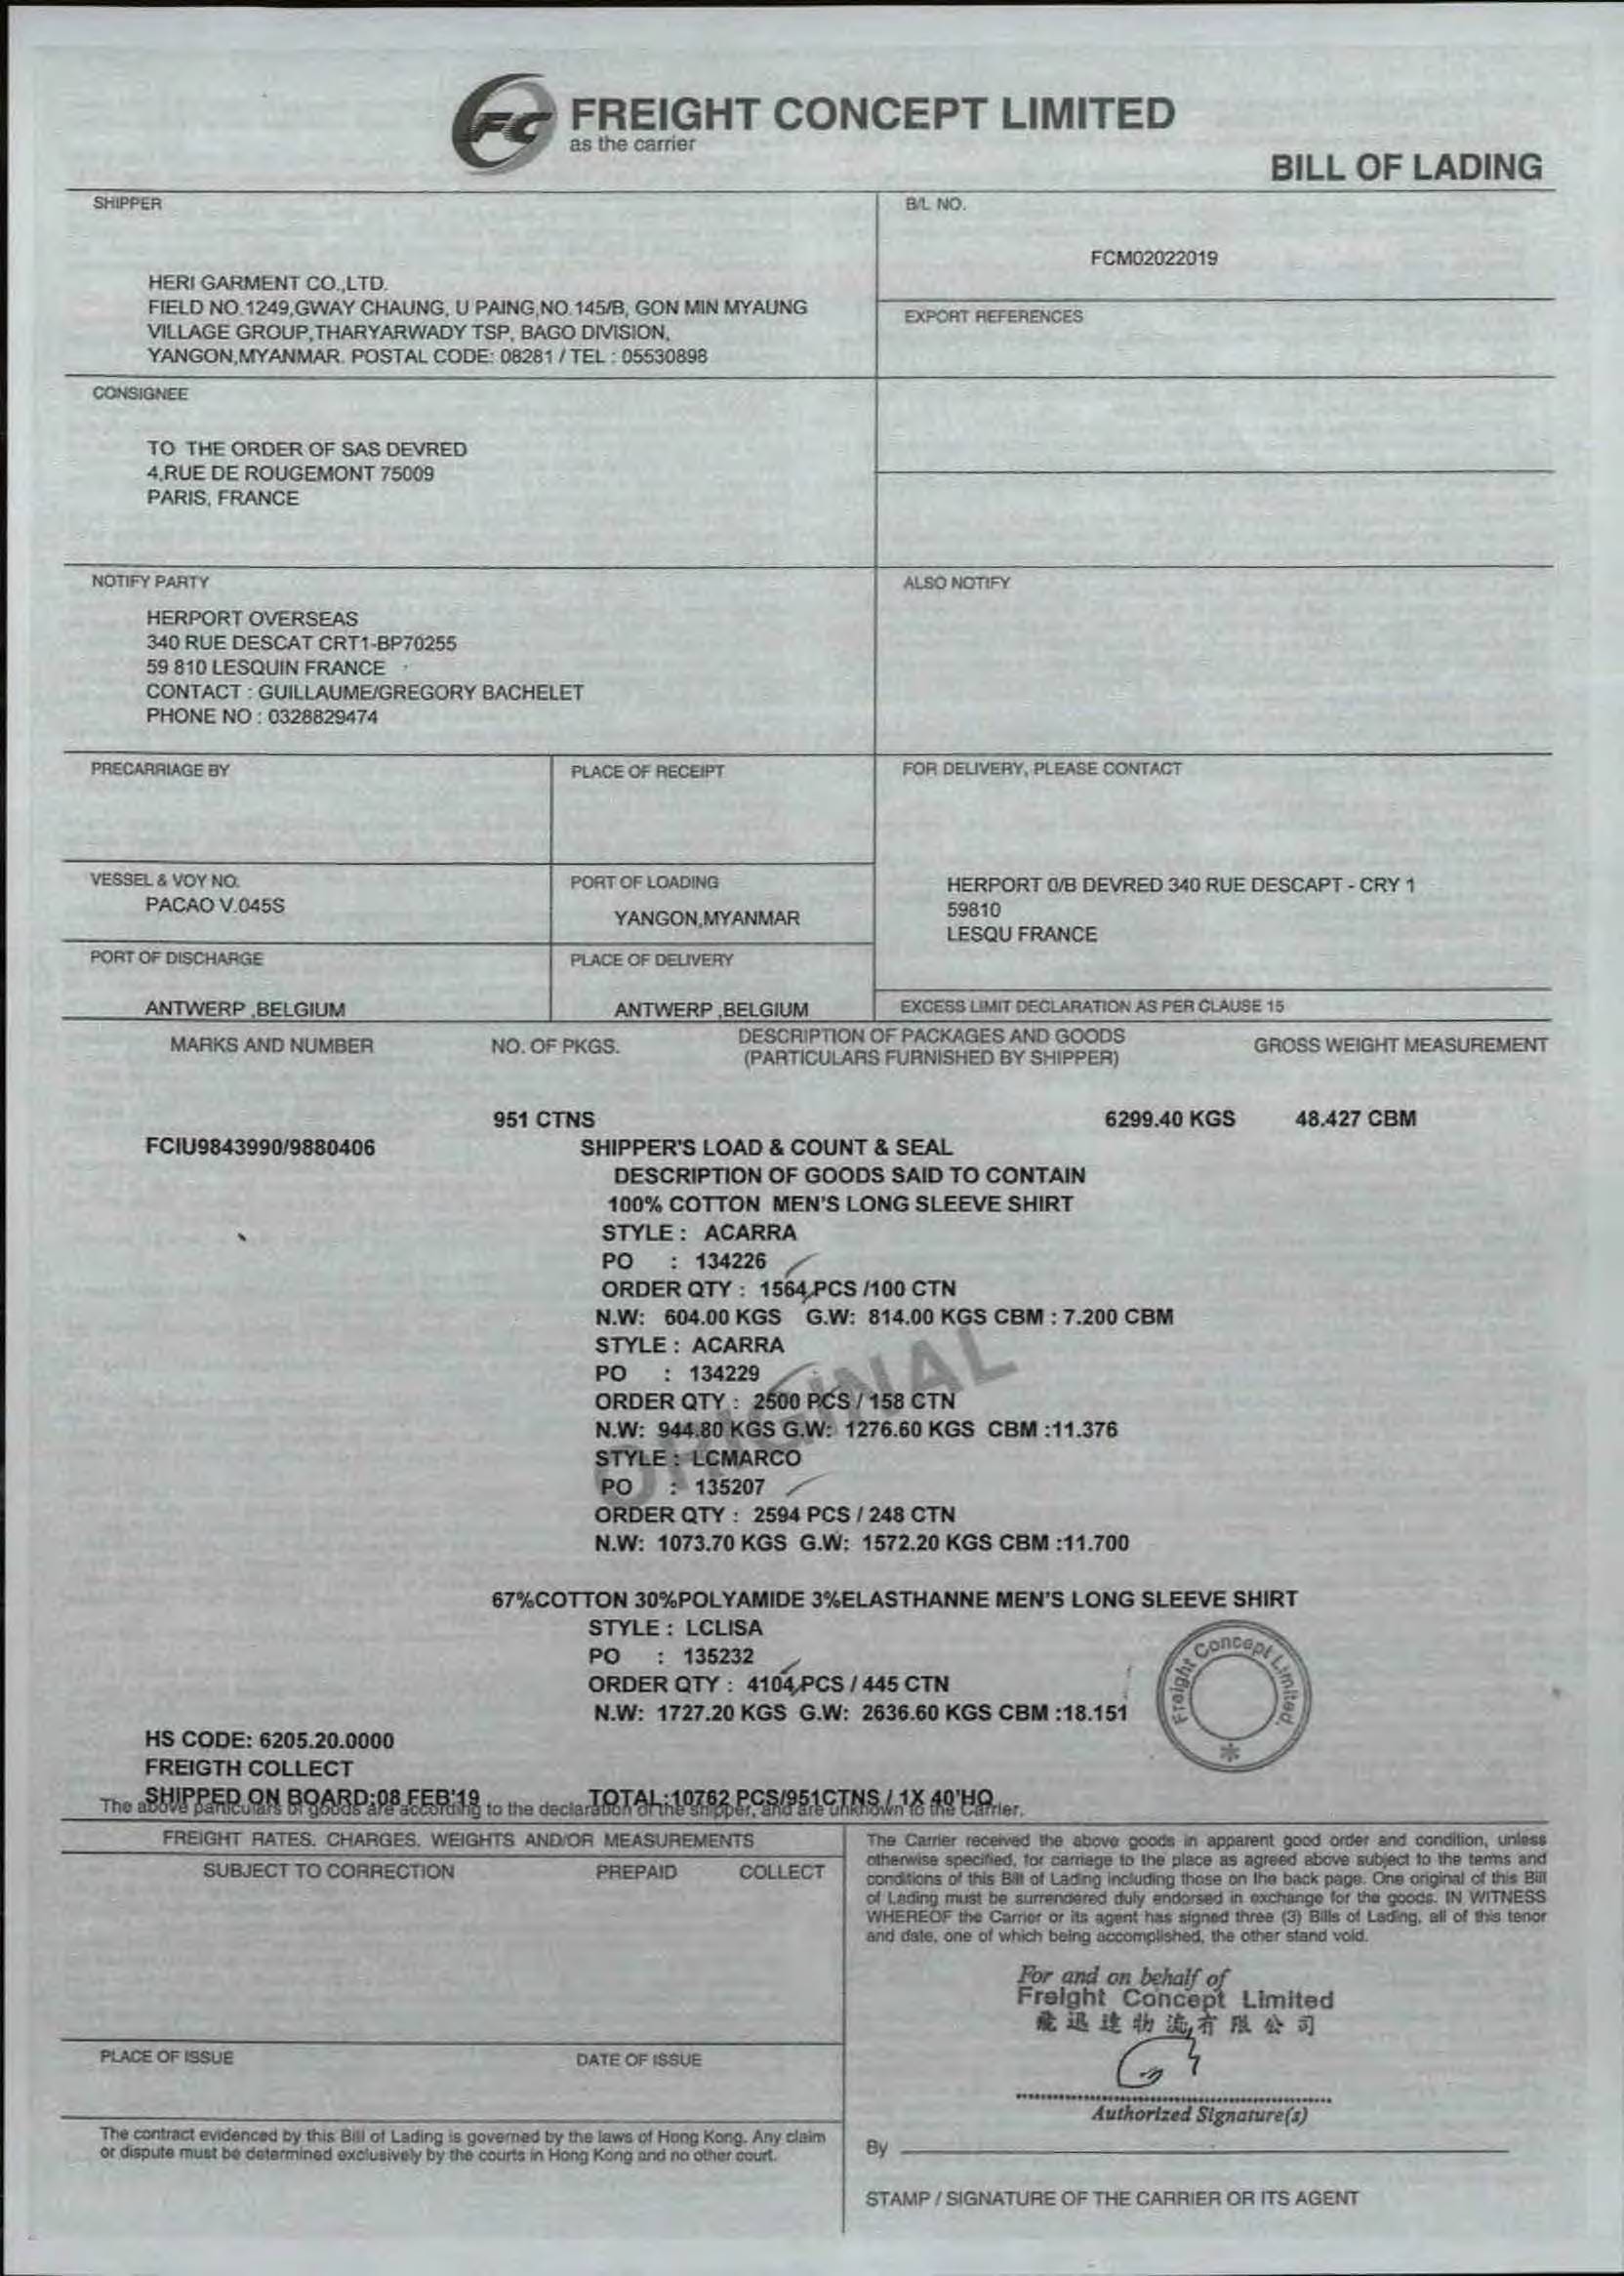 FC FREIGHT CONCEPT LIMITED
as the carrier
BILL OF LADING
SHIPPER
HERI GARMENT CO.,LTD.
FIELD NO.1249,GWAY CHAUNG, U PAING,NO.145/B, GON MIN MYAUNG
VILLAGE GROUP,THARYARWADY TSP, BAGO DIVISION,
YANGON,MYANMAR. POSTAL CODE: 08281 / TEL : 05530898
B/L NO.
FCM02022019
EXPORT REFERENCES
CONSIGNEE
TO THE ORDER OF SAS DEVRED
4,RUE DE ROUGEMONT 75009
PARIS, FRANCE
NOTIFY PARTY
HERPORT OVERSEAS
340 RUE DESCAT CRT1-BP70255
59 810 LESQUIN FRANCE
CONTACT : GUILLAUME/GREGORY BACHELET
PHONE NO : 0328829474
ALSO NOTIFY
PRECARRIAGE BY
PLACE OF RECEIPT
FOR DELIVERY, PLEASE CONTACT
HERPORT 0/B DEVRED 340 RUE DESCAPT - CRY 1
59810
LESQU FRANCE
VESSEL & VOY NO.
PACAO V.045S
PORT OF LOADING
YANGON,MYANMAR
PORT OF DISCHARGE
ANTWERP ,BELGIUM
PLACE OF DELIVERY
ANTWERP ,BELGIUM
EXCESS LIMIT DECLARATION AS PER CLAUSE 15
MARKS AND NUMBER NO. OF PKGS. DESCRIPTION OF PACKAGES AND GOODS GROSS WEIGHT MEASUREMENT
(PARTICULARS FURNISHED BY SHIPPER)
951 CTNS 6299.40 KGS 48.427 CBM
FCIU9843990/9880406 SHIPPER'S LOAD & COUNT & SEAL
DESCRIPTION OF GOODS SAID TO CONTAIN
100% COTTON MEN'S LONG SLEEVE SHIRT
STYLE : ACARRA
PO : 134226
ORDER QTY : 1564 PCS /100 CTN
N.W: 604.00 KGS G.W: 814.00 KGS CBM : 7.200 CBM
STYLE : ACARRA
PO : 134229
ORDER QTY : 2500 PCS / 158 CTN
N.W: 944.80 KGS G.W: 1276.60 KGS CBM :11.376
STYLE : LCMARCO
PO : 135207
ORDER QTY : 2594 PCS / 248 CTN
N.W: 1073.70 KGS G.W: 1572.20 KGS CBM :11.700
ORIGINAL
67%COTTON 30%POLYAMIDE 3%ELASTHANNE MEN'S LONG SLEEVE SHIRT
STYLE : LCLISA
PO : 135232
ORDER QTY : 4104 PCS / 445 CTN
N.W: 1727.20 KGS G.W: 2636.60 KGS CBM :18.151
Freight Concept Limited.
HS CODE: 6205.20.0000
FREIGTH COLLECT
SHIPPED ON BOARD:08 FEB'19 TOTAL:10762 PCS/951CTNS / 1X 40'HQ
The above particulars of goods are according to the declaration of the shipper, and are unknown to the Carrier.
FREIGHT RATES, CHARGES, WEIGHTS AND/OR MEASUREMENTS
SUBJECT TO CORRECTION PREPAID COLLECT
The Carrier received the above goods in apparent good order and condition, unless
otherwise specified, for carriage to the place as agreed above subject to the terms and
conditions of this Bill of Lading including those on the back page. One original of this Bill
of Lading must be surrendered duly endorsed in exchange for the goods. IN WITNESS
WHEREOF the Carrier or its agent has signed three (3) Bills of Lading, all of this tenor
and date, one of which being accomplished, the other stand void.
For and on behalf of
Freight Concept Limited
飛迅達物流有限公司
Authorized Signature(s)
PLACE OF ISSUE
DATE OF ISSUE
The contract evidenced by this Bill of Lading is governed by the laws of Hong Kong. Any claim
or dispute must be determined exclusively by the courts in Hong Kong and no other court.
By
STAMP / SIGNATURE OF THE CARRIER OR ITS AGENT